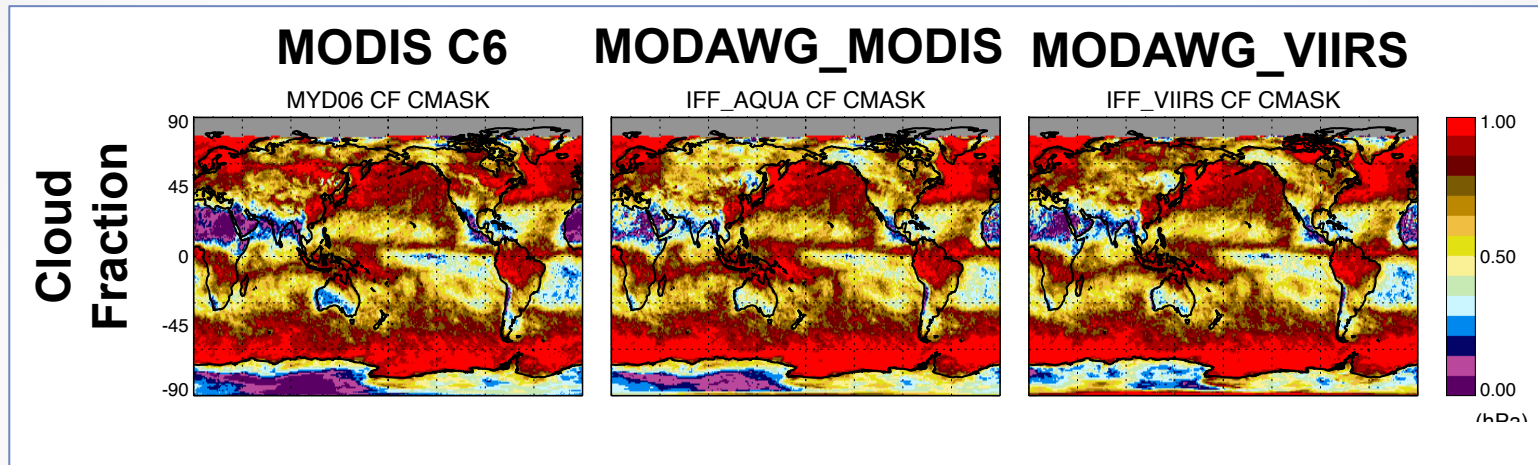 MODIS C6
MODAWG_MODIS
MODAWG_VIIRS
MYD06 CF CMASK
IFF_AQUA CF CMASK
IFF_VIIRS CF CMASK
Cloud
Fraction
90
45
0
-45
-90
1.00
0.50
0.00
(hPa)